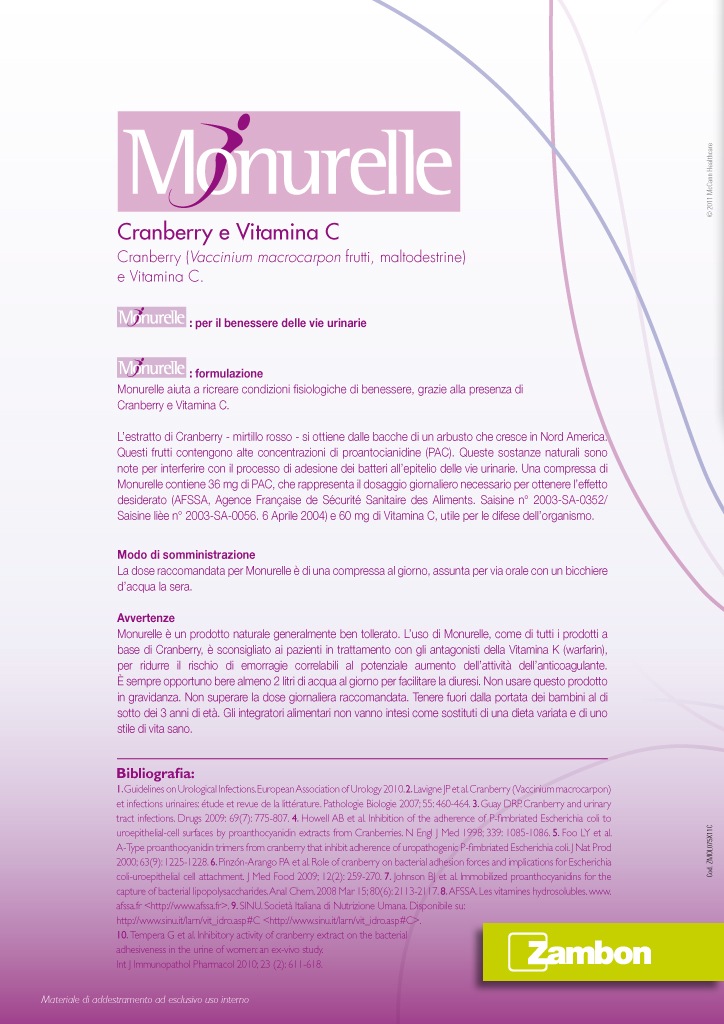 Monurelle
Cranberry e Vitamina C
Cranberry (Vaccinium macrocarpon frutti, maltodestrine)
e Vitamina C.
Monurelle : per il benessere delle vie urinarie
Monurelle : formulazione
Monurelle aiuta a ricreare condizioni fisiologiche di benessere, grazie alla presenza di
Cranberry e Vitamina C.
L'estratto di Cranberry - mirtillo rosso - si ottiene dalle bacche di un arbusto che cresce in Nord America.
Questi frutti contengono alte concentrazioni di proantocianidine (PAC). Queste sostanze naturali sono
note per interferire con il processo di adesione dei batteri all'epitelio delle vie urinarie. Una compressa di
Monurelle contiene 36 mg di PAC, che rappresenta il dosaggio giornaliero necessario per ottenere l'effetto
desiderato (AFSSA, Agence Française de Sécurité Sanitaire des Aliments. Saisine n° 2003-SA-0352/
Saisine lièe n° 2003-SA-0056. 6 Aprile 2004) e 60 mg di Vitamina C, utile per le difese dell'organismo.
Modo di somministrazione
La dose raccomandata per Monurelle è di una compressa al giorno, assunta per via orale con un bicchiere
d'acqua la sera.
Avvertenze
Monurelle è un prodotto naturale generalmente ben tollerato. L'uso di Monurelle, come di tutti i prodotti a
base di Cranberry, è sconsigliato ai pazienti in trattamento con gli antagonisti della Vitamina K (warfarin),
per ridurre il rischio di emorragie correlabili al potenziale aumento dell'attività dell'anticoagulante.
È sempre opportuno bere almeno 2 litri di acqua al giorno per facilitare la diuresi. Non usare questo prodotto
in gravidanza. Non superare la dose giornaliera raccomandata. Tenere fuori dalla portata dei bambini al di
sotto dei 3 anni di età. Gli integratori alimentari non vanno intesi come sostituti di una dieta variata e di uno
stile di vita sano.
Bibliografia:
1. Guidelines on Urological Infections. European Association of Urology 2010. 2. Lavigne JP et al. Cranberry (Vaccinium macrocarpon)
et infections urinaires: étude et revue de la littérature. Pathologie Biologie 2007; 55: 460-464. 3. Guay DRP. Cranberry and urinary
tract infections. Drugs 2009: 69(7): 775-807. 4. Howell AB et al. Inhibition of the adherence of P-fimbriated Escherichia coli to
uroepithelial-cell surfaces by proanthocyanidin extracts from Cranberries. N Engl J Med 1998; 339: 1085-1086. 5. Foo LY et al.
A-Type proanthocyanidin trimers from cranberry that inhibit adherence of uropathogenic P-fimbriated Escherichia coli. J Nat Prod
2000; 63(9): 1225-1228. 6. Pinzón-Arango PA et al. Role of cranberry on bacterial adhesion forces and implications for Escherichia
coli-uroepithelial cell attachment. J Med Food 2009; 12(2): 259-270. 7. Johnson BJ et al. Immobilized proanthocyanidins for the
capture of bacterial lipopolysaccharides. Anal Chem. 2008 Mar 15; 80(6): 2113-2117. 8. AFSSA. Les vitamines hydrosolubles. www.
afssa.fr <http://www.afssa.fr>. 9. SINU. Società Italiana di Nutrizione Umana. Disponibile su:
http://www.sinu.it/larn/vit_idro.asp#C <http://www.sinu.it/larn/vit_idro.asp#C>.
10. Tempera G et al. Inhibitory activity of cranberry extract on the bacterial
adhesiveness in the urine of women: an ex-vivo study.
Int J Immunopathol Pharmacol 2010; 23 (2): 611-618.
Zambon
Materiale di addestramento ad esclusivo uso interno
© 2011 McCann Healthcare
Cod. ZMOL075X11C